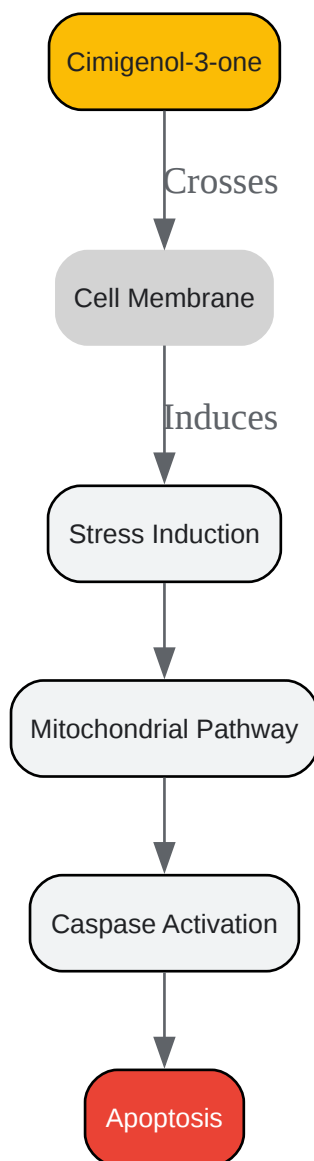 Cimigenol-3-one
Crosses
Cell Membrane
Induces
Stress Induction
Mitochondrial Pathway
Caspase Activation
Apoptosis